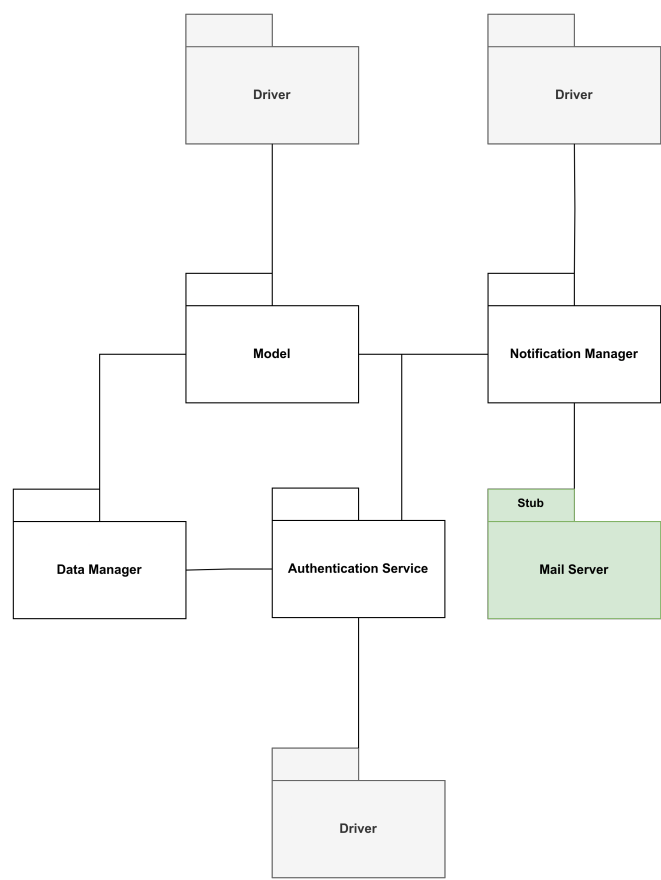 Driver
Driver
Model
Notification Manager
Stub
Data Manager
Authentication Service
Mail Server
Driver